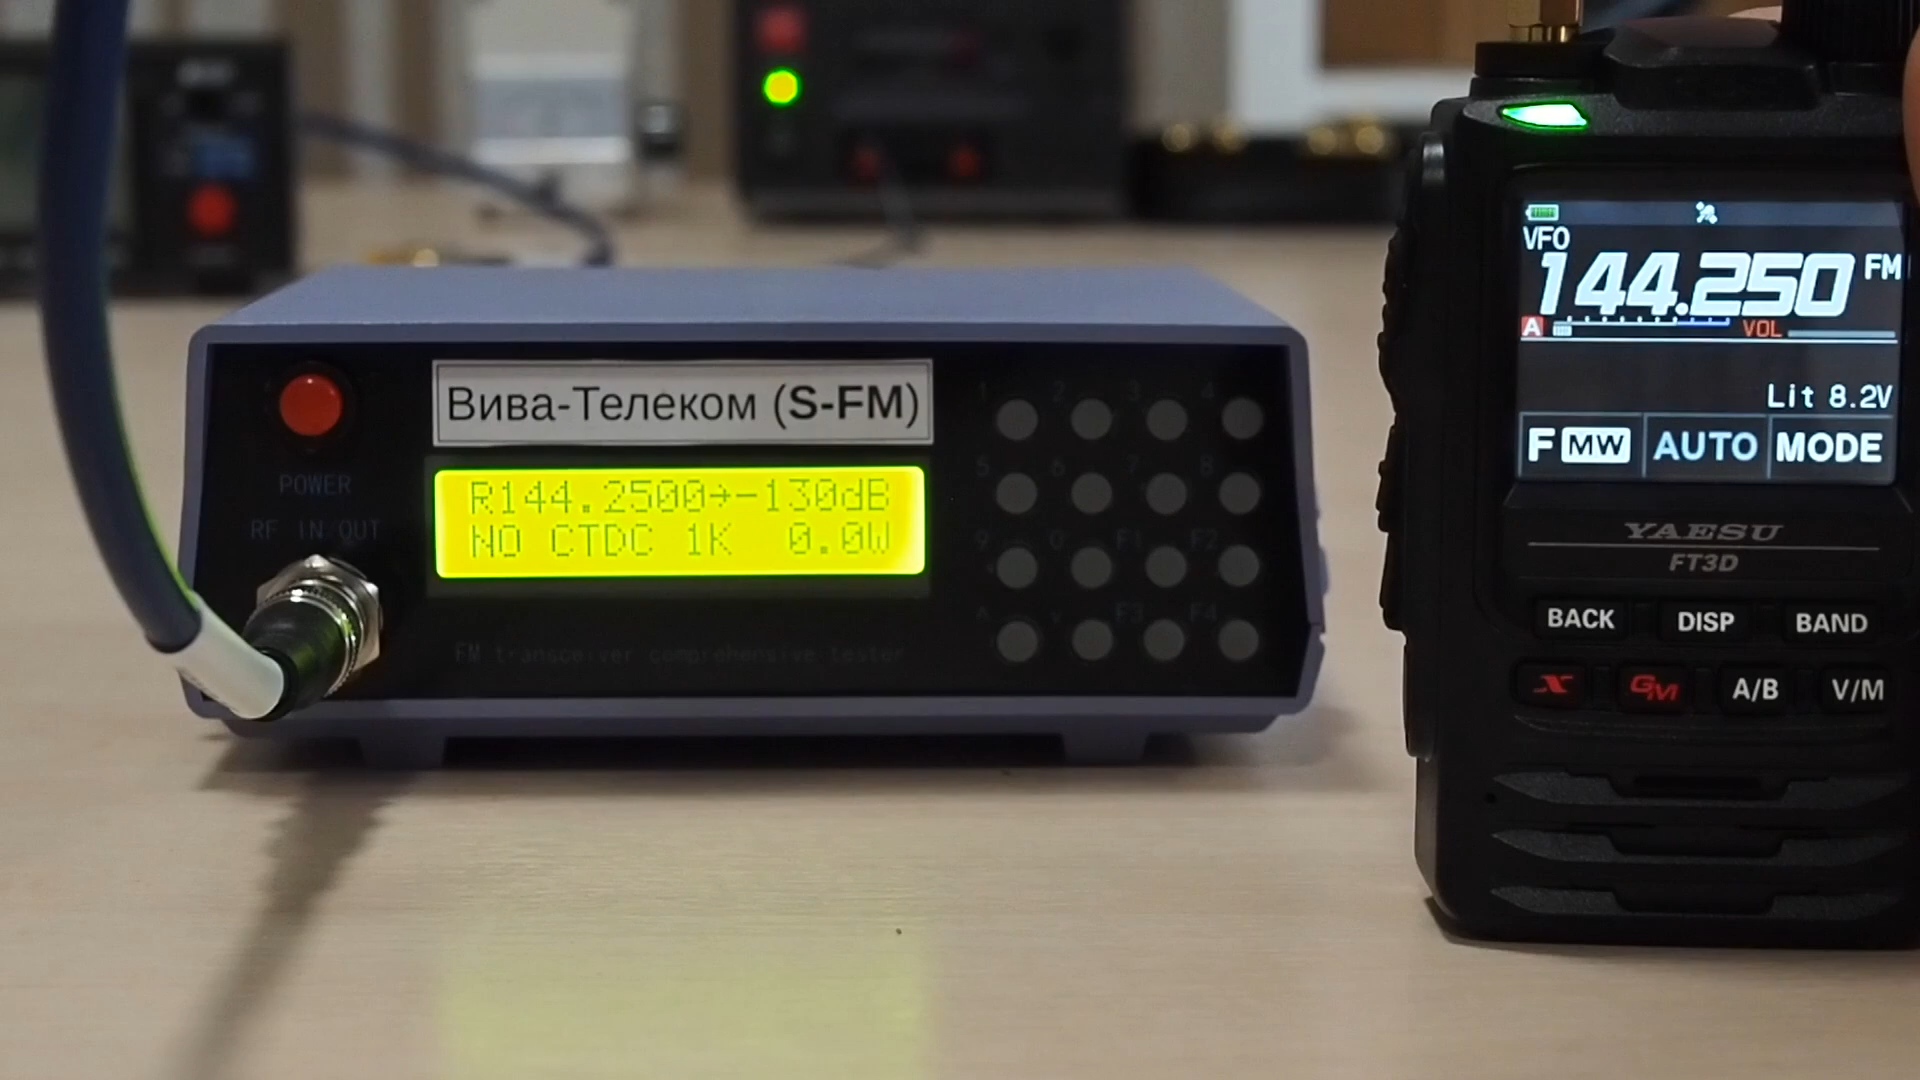 Вива-Телеком (S-FM)
POWER
RF IN/OUT
R144.2500→-130dB
NO CTDC 1K 0.0W
FM transceiver comprehensive tester
1 2 3 4
5 6 7 8
9 0 F1 F2
^ v F3 F4
VFO
144.250 FM
A VOL
Lit 8.2V
F MW AUTO MODE
YAESU
FT3D
BACK DISP BAND
X GM A/B V/M